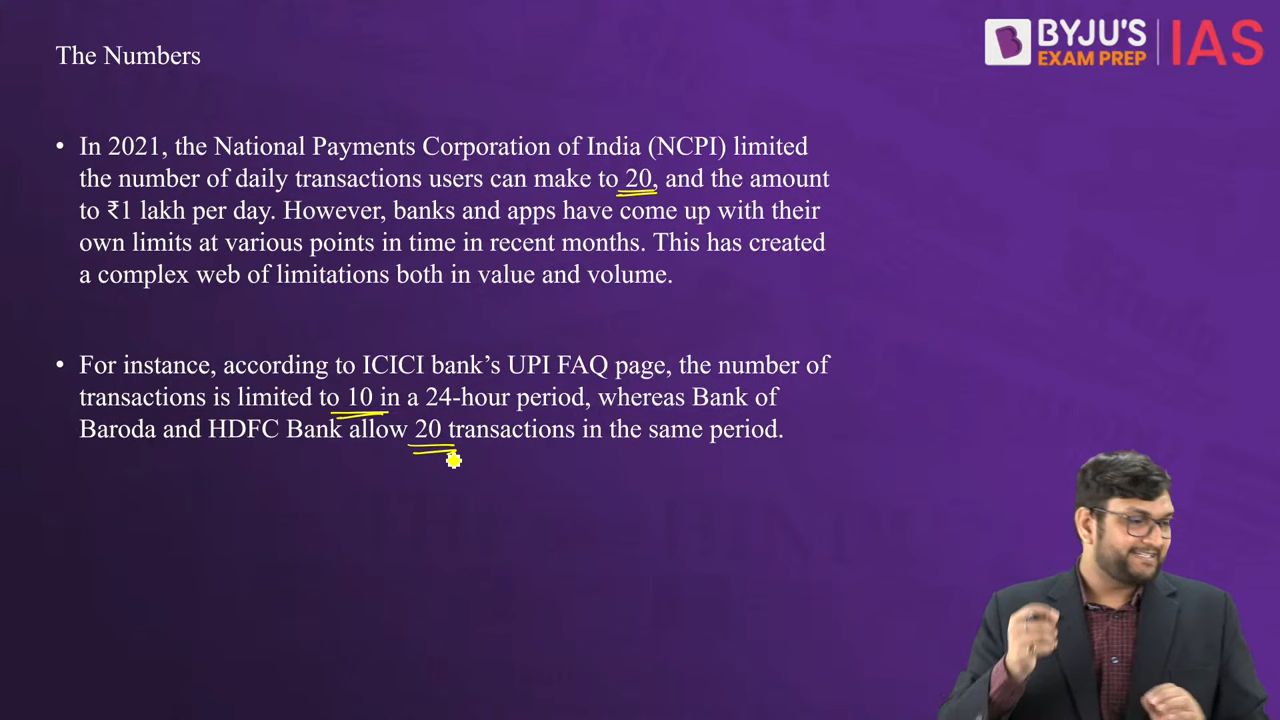 The Numbers
BYJU'S
EXAM PREP
IAS
• In 2021, the National Payments Corporation of India (NCPI) limited
the number of daily transactions users can make to 20, and the amount
to ₹1 lakh per day. However, banks and apps have come up with their
own limits at various points in time in recent months. This has created
a complex web of limitations both in value and volume.
• For instance, according to ICICI bank’s UPI FAQ page, the number of
transactions is limited to 10 in a 24-hour period, whereas Bank of
Baroda and HDFC Bank allow 20 transactions in the same period.